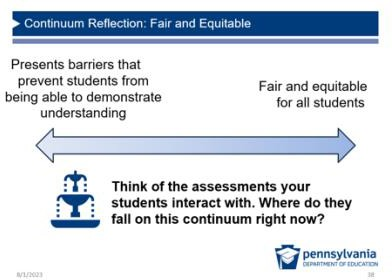 Continuum Reflection: Fair and Equitable
Presents barriers that
prevent students from
being able to demonstrate
understanding
Fair and equitable
for all students
Think of the assessments your
students interact with. Where do they
fall on this continuum right now?
pennsylvania
DEPARTMENT OF EDUCATION
8/1/2023
38